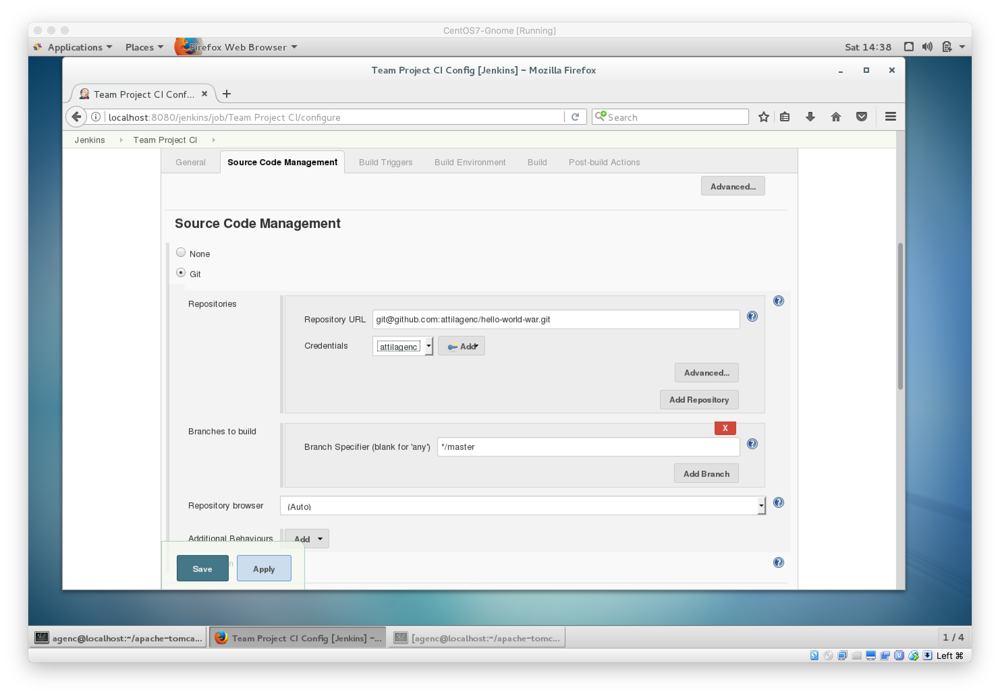 CentOS7-Gnome [Running]
Applications Places Firefox Web Browser Sat 14:38
Team Project CI Config [Jenkins] - Mozilla Firefox
Team Project CI Conf...
localhost:8080/jenkins/job/Team Project CI/configure Search
Jenkins Team Project CI
General Source Code Management Build Triggers Build Environment Build Post-build Actions
Advanced...
Source Code Management
None
Git
Repositories
Repository URL git@github.com:attilagenc/hello-world-war.git
Credentials attilagenc Add
Advanced...
Add Repository
X
Branches to build
Branch Specifier (blank for 'any') */master
Add Branch
Repository browser (Auto)
Additional Behaviours Add
Save Apply
agenc@localhost:~/apache-tomca... Team Project CI Config [Jenkins] -... [agenc@localhost:~/apache-tomc... 1 / 4
Left ⌘